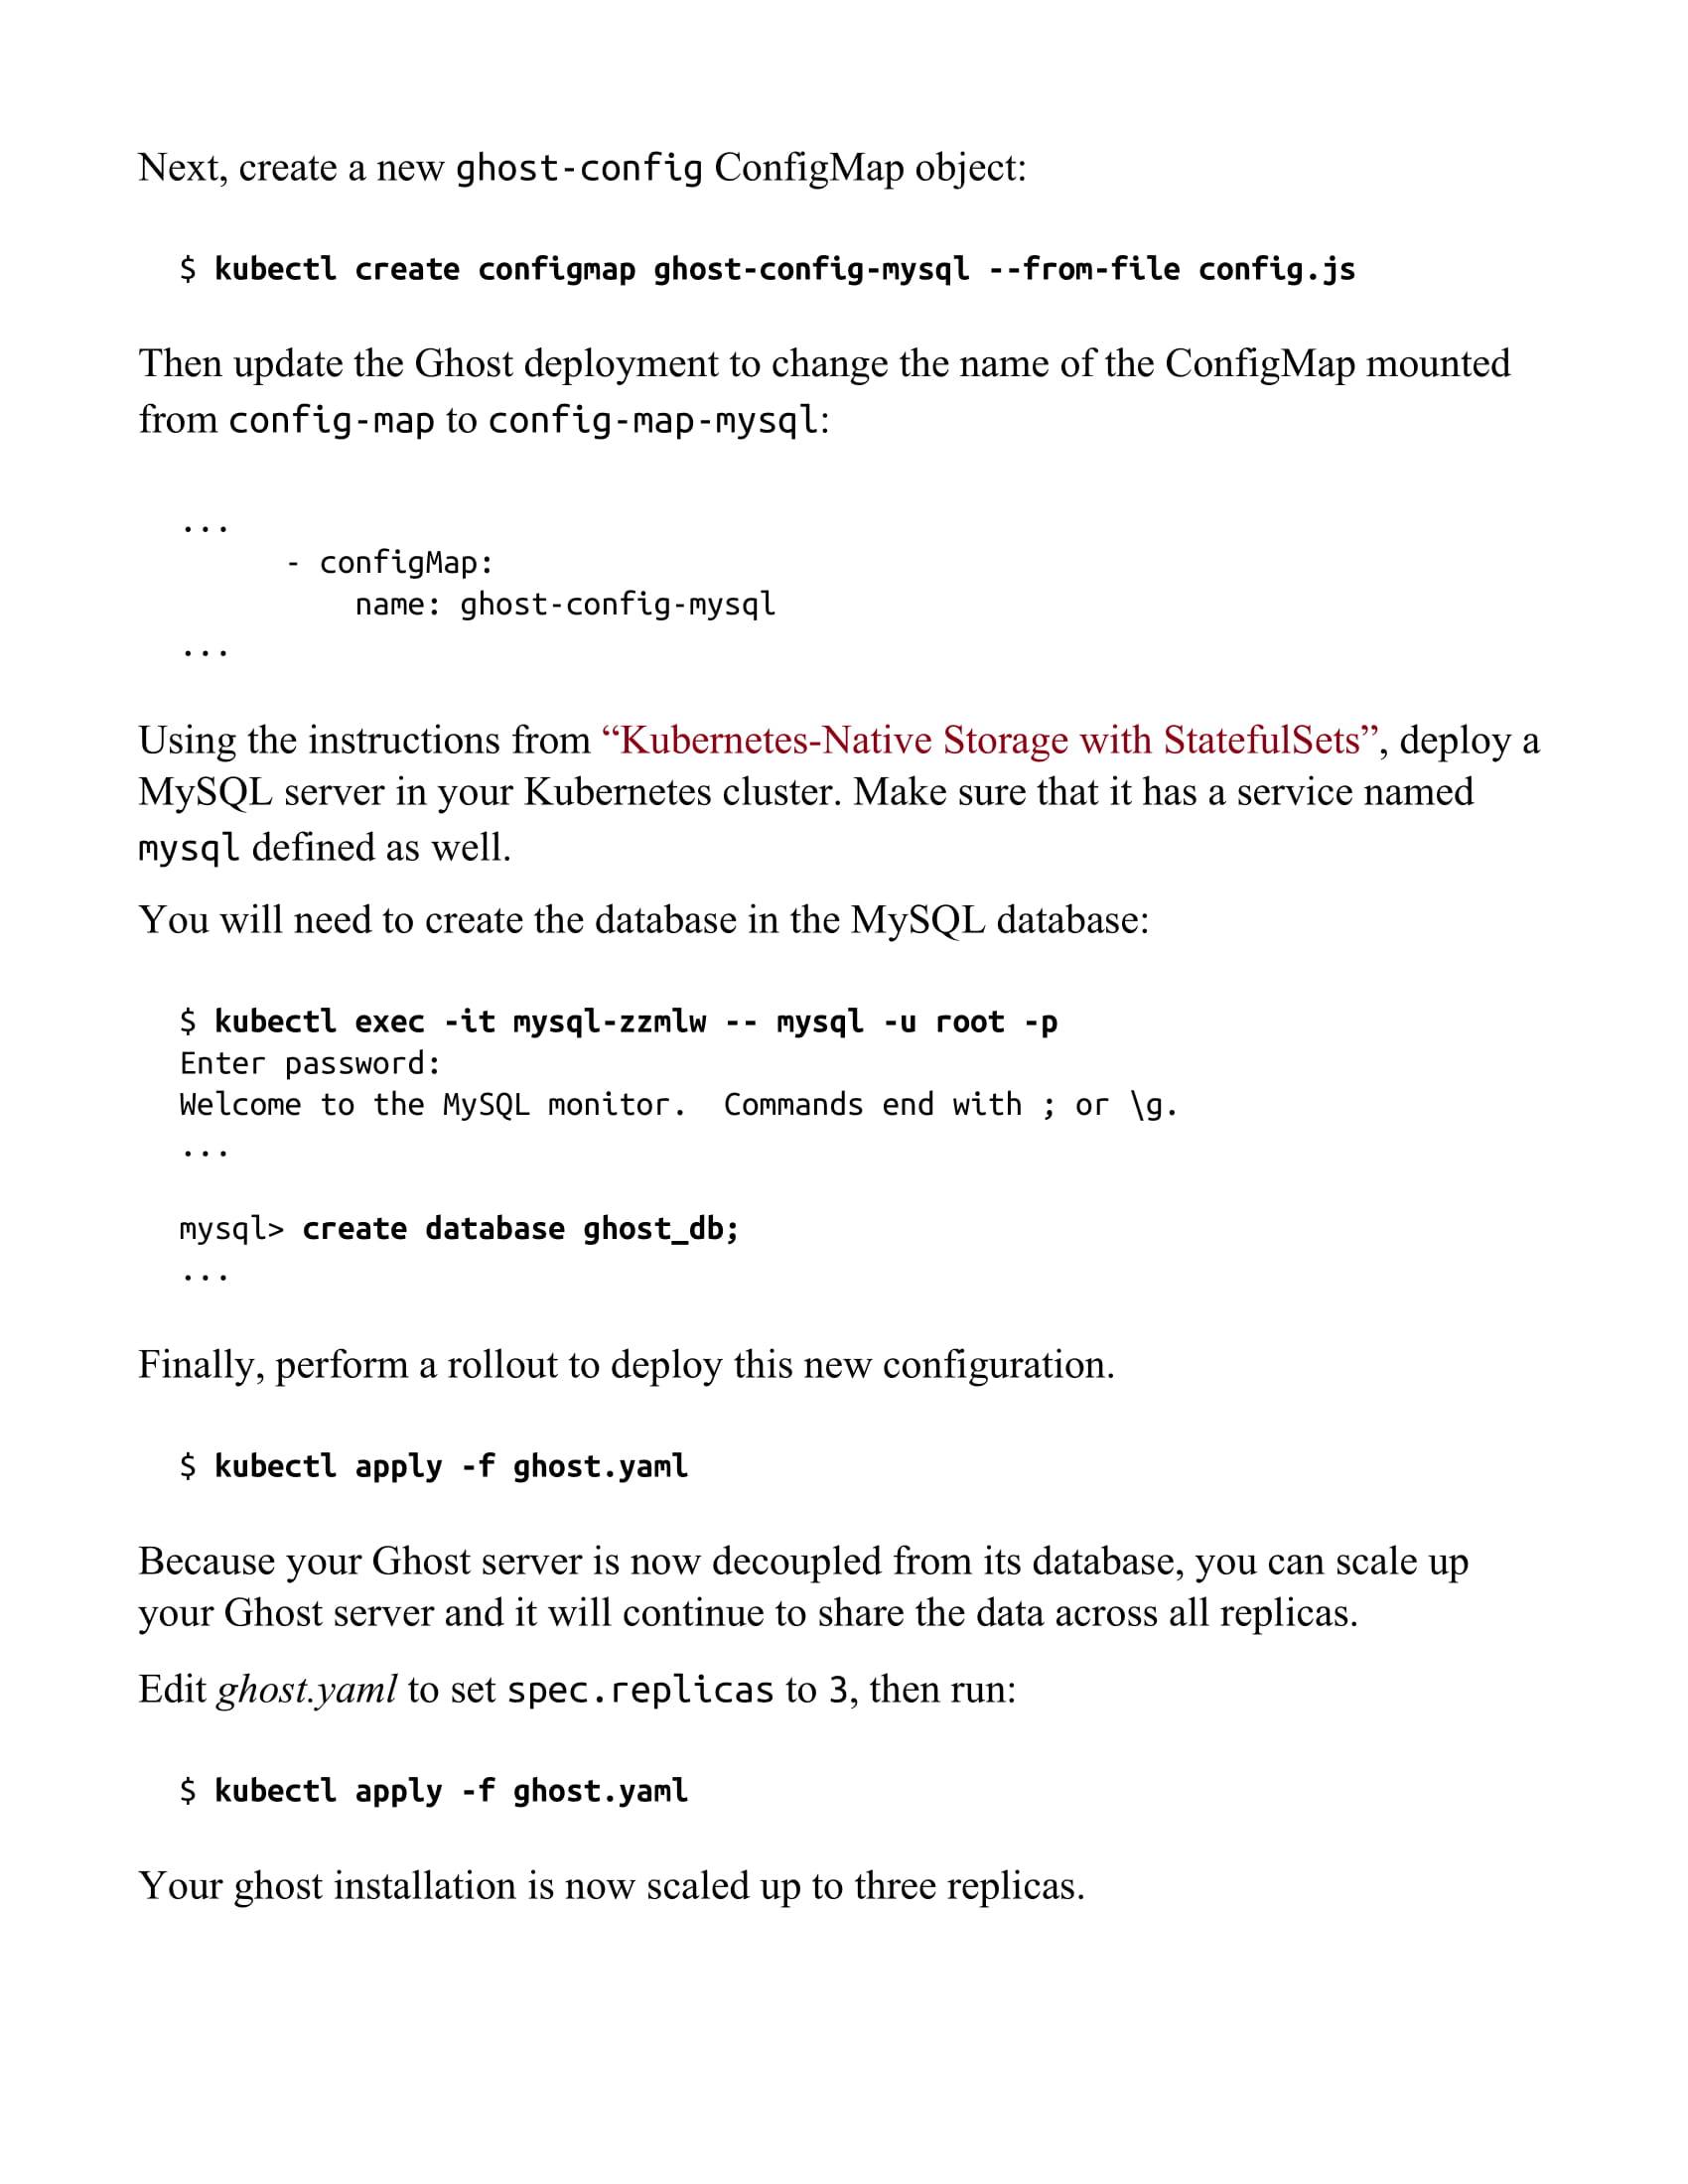 Next, create a new ghost-config ConfigMap object:
$ kubectl create configmap ghost-config-mysql --from-file config.js
Then update the Ghost deployment to change the name of the ConfigMap mounted
from config-map to config-map-mysql:
...
      - configMap:
          name: ghost-config-mysql
...
Using the instructions from “Kubernetes-Native Storage with StatefulSets”, deploy a
MySQL server in your Kubernetes cluster. Make sure that it has a service named
mysql defined as well.
You will need to create the database in the MySQL database:
$ kubectl exec -it mysql-zzmlw -- mysql -u root -p
Enter password:
Welcome to the MySQL monitor.  Commands end with ; or \g.
...
mysql> create database ghost_db;
...
Finally, perform a rollout to deploy this new configuration.
$ kubectl apply -f ghost.yaml
Because your Ghost server is now decoupled from its database, you can scale up
your Ghost server and it will continue to share the data across all replicas.
Edit ghost.yaml to set spec.replicas to 3, then run:
$ kubectl apply -f ghost.yaml
Your ghost installation is now scaled up to three replicas.